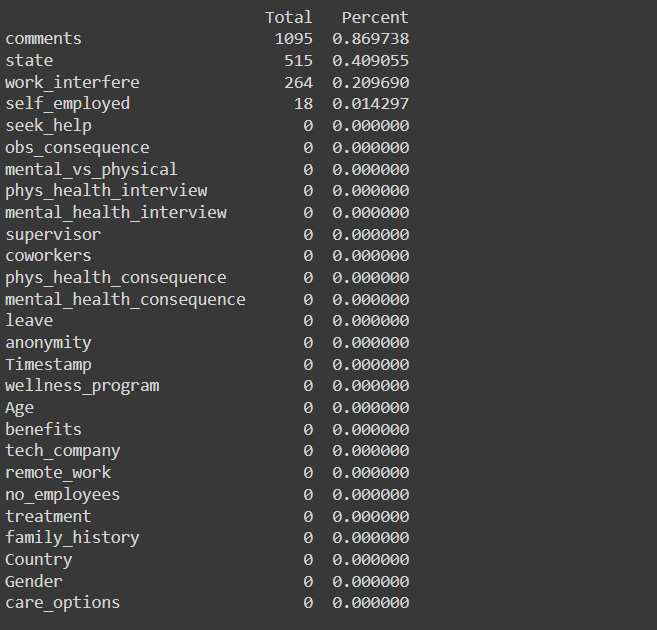 Total Percent
comments 1095 0.869738
state 515 0.409055
work_interfere 264 0.209690
self_employed 18 0.014297
seek_help 0 0.000000
obs_consequence 0 0.000000
mental_vs_physical 0 0.000000
phys_health_interview 0 0.000000
mental_health_interview 0 0.000000
supervisor 0 0.000000
coworkers 0 0.000000
phys_health_consequence 0 0.000000
mental_health_consequence 0 0.000000
leave 0 0.000000
anonymity 0 0.000000
Timestamp 0 0.000000
wellness_program 0 0.000000
Age 0 0.000000
benefits 0 0.000000
tech_company 0 0.000000
remote_work 0 0.000000
no_employees 0 0.000000
treatment 0 0.000000
family_history 0 0.000000
Country 0 0.000000
Gender 0 0.000000
care_options 0 0.000000